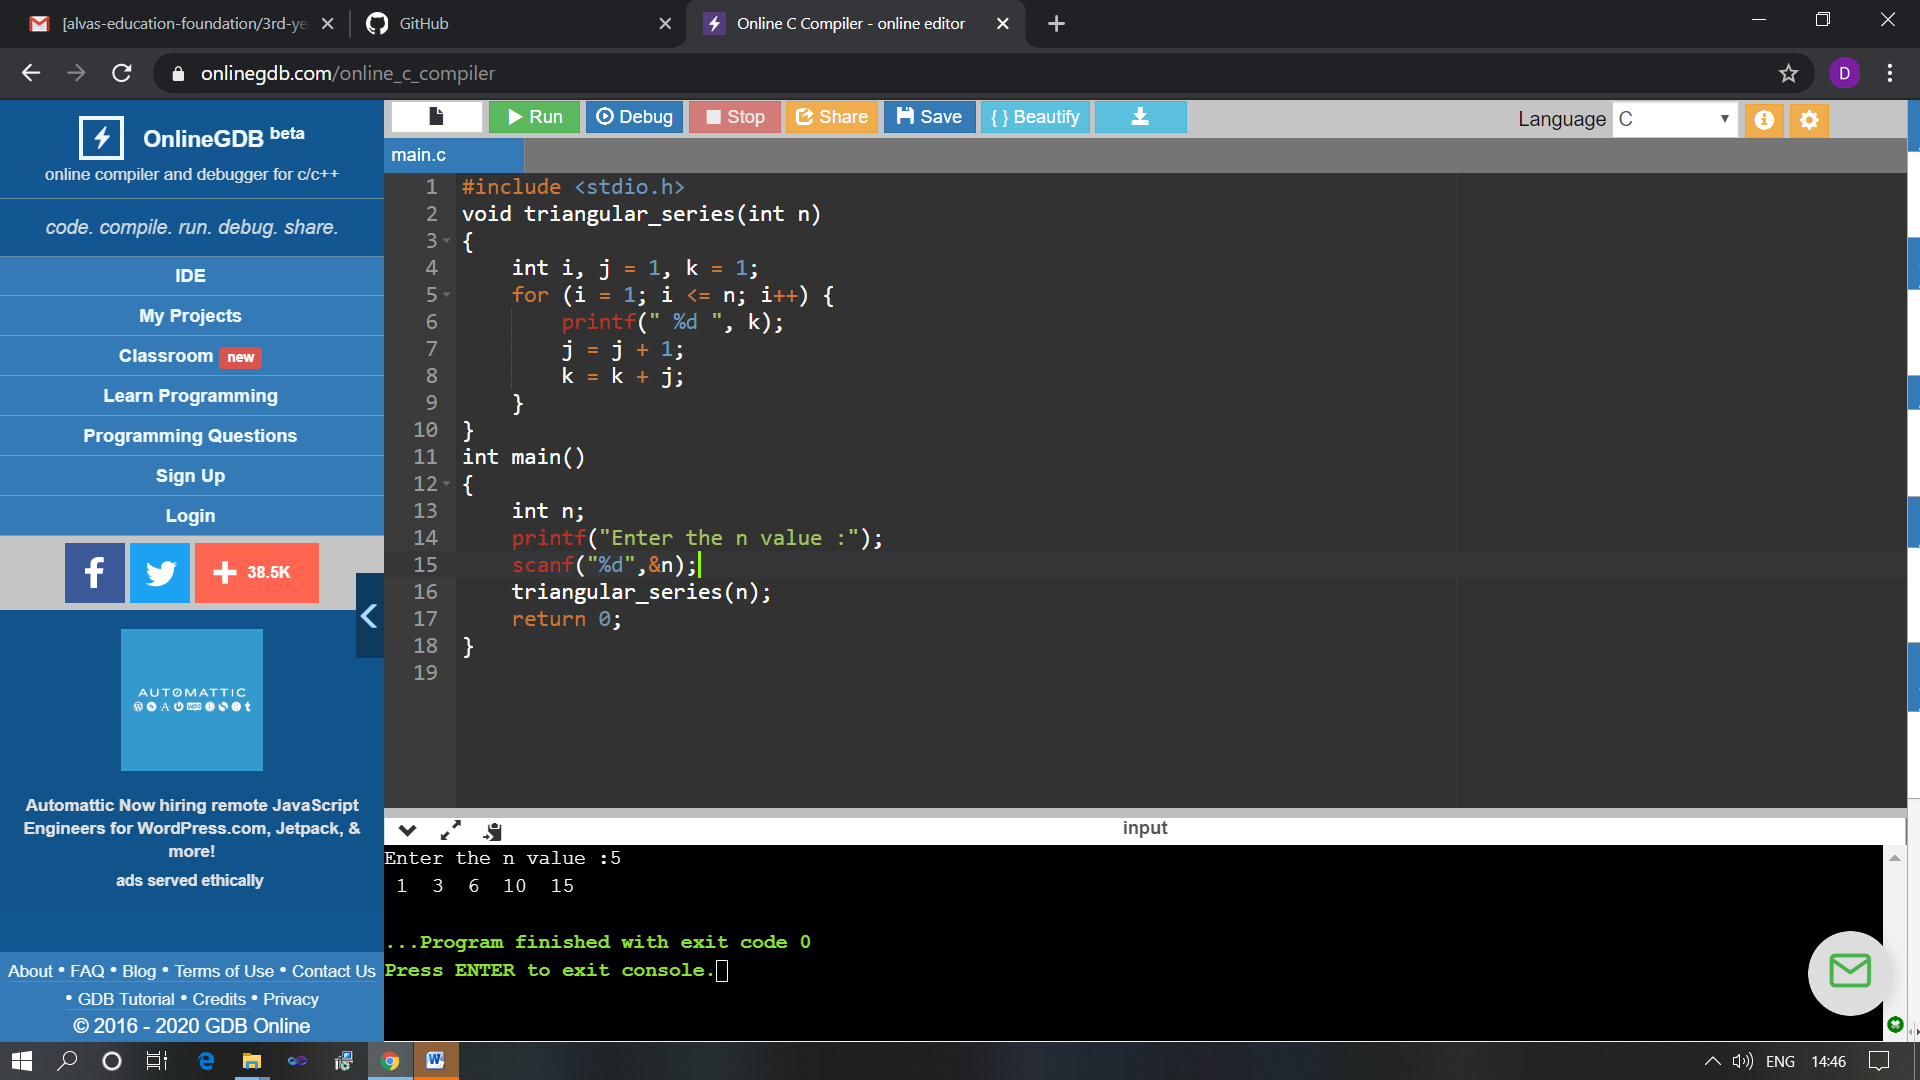 [alvas-education-foundation/3rd-ye
GitHub
Online C Compiler - online editor
onlinegdb.com/online_c_compiler
D
OnlineGDB beta
online compiler and debugger for c/c++
code. compile. run. debug. share.
IDE
My Projects
Classroom new
Learn Programming
Programming Questions
Sign Up
Login
38.5K
AUTOMATTIC
Automattic Now hiring remote JavaScript
Engineers for WordPress.com, Jetpack, &
more!
ads served ethically
About • FAQ • Blog • Terms of Use • Contact Us
• GDB Tutorial • Credits • Privacy
© 2016 - 2020 GDB Online
Run Debug Stop Share Save { } Beautify
Language C
main.c
1 #include <stdio.h>
2 void triangular_series(int n)
3 {
4     int i, j = 1, k = 1;
5     for (i = 1; i <= n; i++) {
6         printf(" %d ", k);
7         j = j + 1;
8         k = k + j;
9     }
10 }
11 int main()
12 {
13     int n;
14     printf("Enter the n value :");
15     scanf("%d",&n);
16     triangular_series(n);
17     return 0;
18 }
19
input
Enter the n value :5
 1  3  6  10  15
...Program finished with exit code 0
Press ENTER to exit console.
ENG 14:46